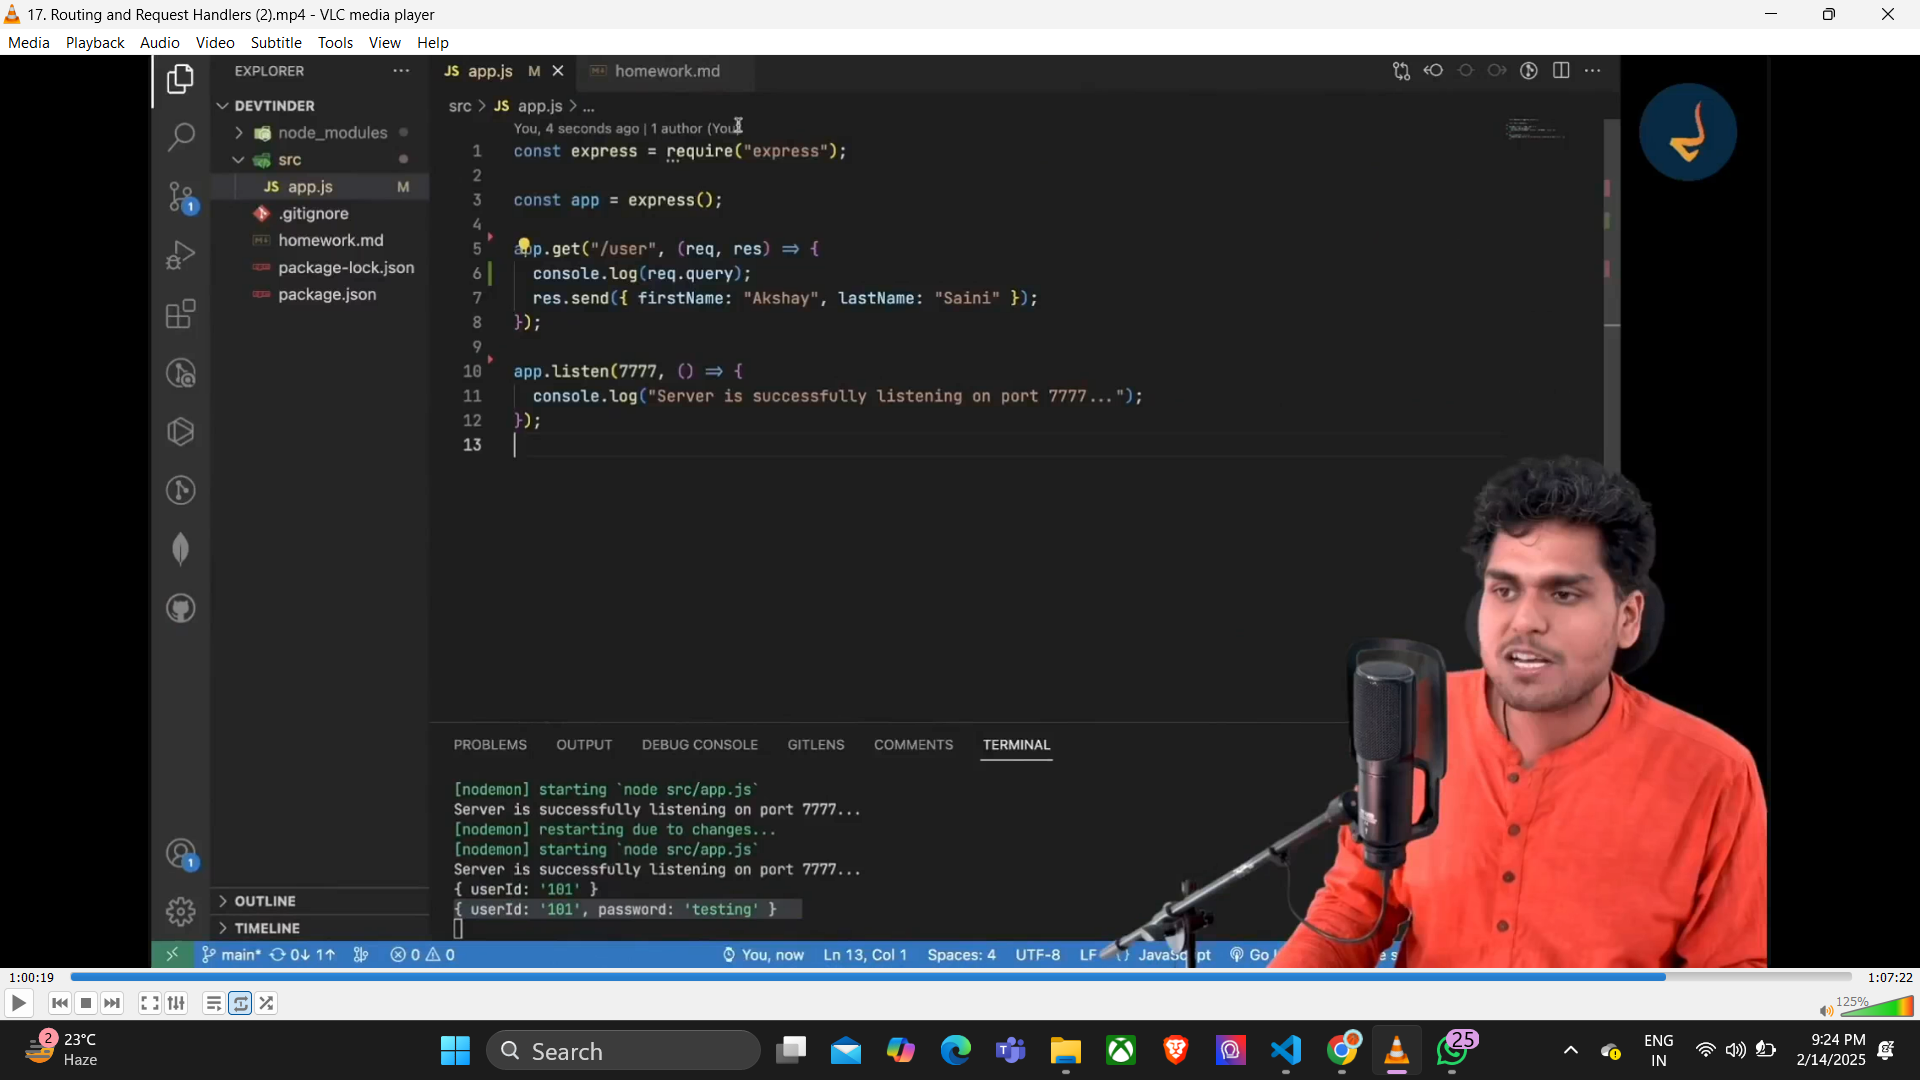 17. Routing and Request Handlers (2).mp4 - VLC media player
Media Playback Audio Video Subtitle Tools View Help
EXPLORER
DEVTINDER
node_modules
src
JS app.js M
.gitignore
homework.md
package-lock.json
package.json
OUTLINE
TIMELINE
JS app.js M
homework.md
src > JS app.js > ...
You, 4 seconds ago | 1 author (You)
1 const express = require("express");
2
3 const app = express();
4
5 app.get("/user", (req, res) => {
6 console.log(req.query);
7 res.send({ firstName: "Akshay", lastName: "Saini" });
8 });
9
10 app.listen(7777, () => {
11 console.log("Server is successfully listening on port 7777...");
12 });
13
PROBLEMS OUTPUT DEBUG CONSOLE GITLENS COMMENTS TERMINAL
[nodemon] starting `node src/app.js`
Server is successfully listening on port 7777...
[nodemon] restarting due to changes...
[nodemon] starting `node src/app.js`
Server is successfully listening on port 7777...
{ userId: '101' }
{ userId: '101', password: 'testing' }
1
1
main* 0↓ 1↑ 0 0 You, now Ln 13, Col 1 Spaces: 4 UTF-8 LF {} JavaScript Go
1:00:19 1:07:22
125%
2 23°C
Haze
Search
25
ENG
IN
9:24 PM
2/14/2025